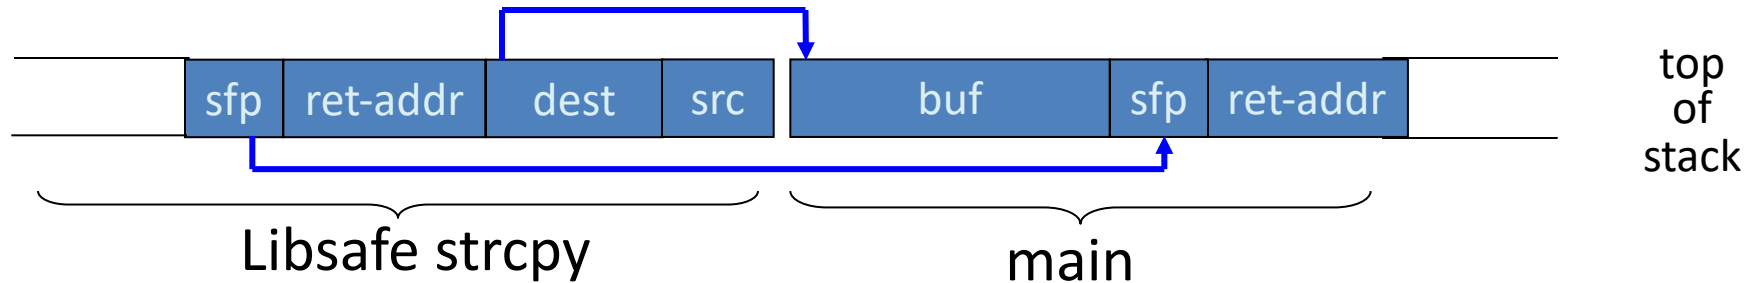 sfp ret-addr dest src buf sfp ret-addr
top
of
stack
Libsafe strcpy
main